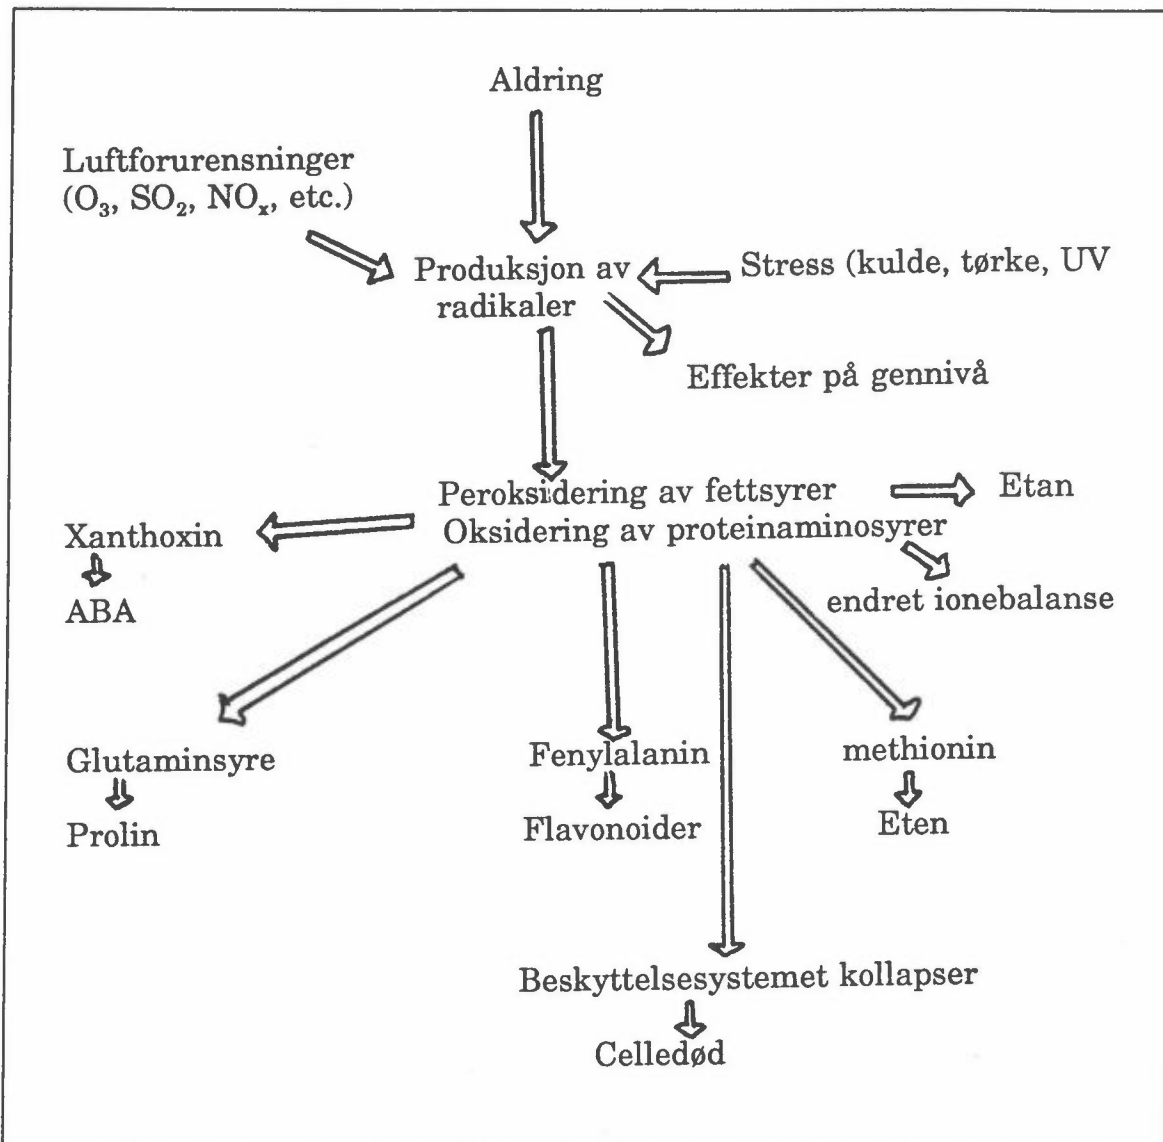 Aldring
Luftforurensninger
(O₃, SO₂, NOₓ, etc.)
Produksjon av
radikaler
Stress (kulde, tørke, UV
Effekter på gennivå
Peroksidering av fettsyrer
Oksidering av proteinaminosyrer
Etan
Xanthoxin
ABA
endret ionebalanse
Glutaminsyre
Prolin
Fenylalanin
Flavonoider
methionin
Eten
Beskyttelsesystemet kollapser
Celledød